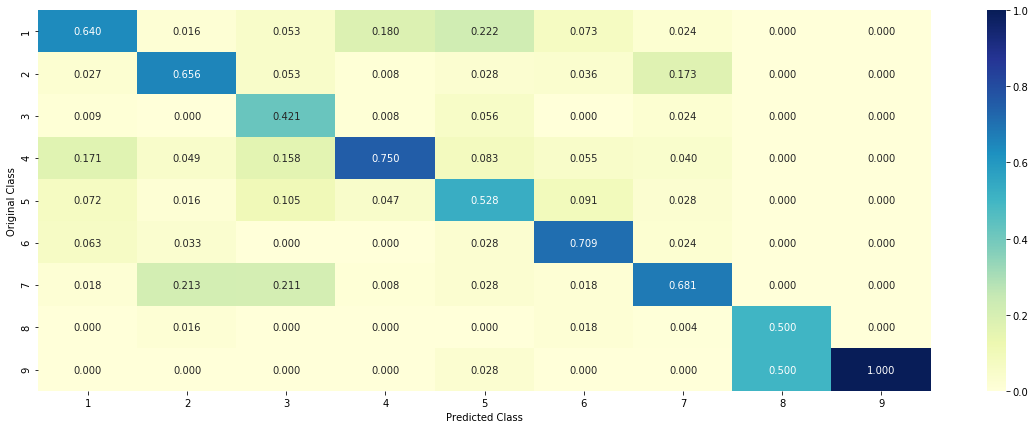 1 0.640 0.016 0.053 0.180 0.222 0.073 0.024 0.000 0.000
2 0.027 0.656 0.053 0.008 0.028 0.036 0.173 0.000 0.000
3 0.009 0.000 0.421 0.008 0.056 0.000 0.024 0.000 0.000
4 0.171 0.049 0.158 0.750 0.083 0.055 0.040 0.000 0.000
5 0.072 0.016 0.105 0.047 0.528 0.091 0.028 0.000 0.000
6 0.063 0.033 0.000 0.000 0.028 0.709 0.024 0.000 0.000
7 0.018 0.213 0.211 0.008 0.028 0.018 0.681 0.000 0.000
8 0.000 0.016 0.000 0.000 0.000 0.018 0.004 0.500 0.000
9 0.000 0.000 0.000 0.000 0.028 0.000 0.000 0.500 1.000
1 2 3 4 5 6 7 8 9
Predicted Class
Original Class
1.0
0.8
0.6
0.4
0.2
0.0